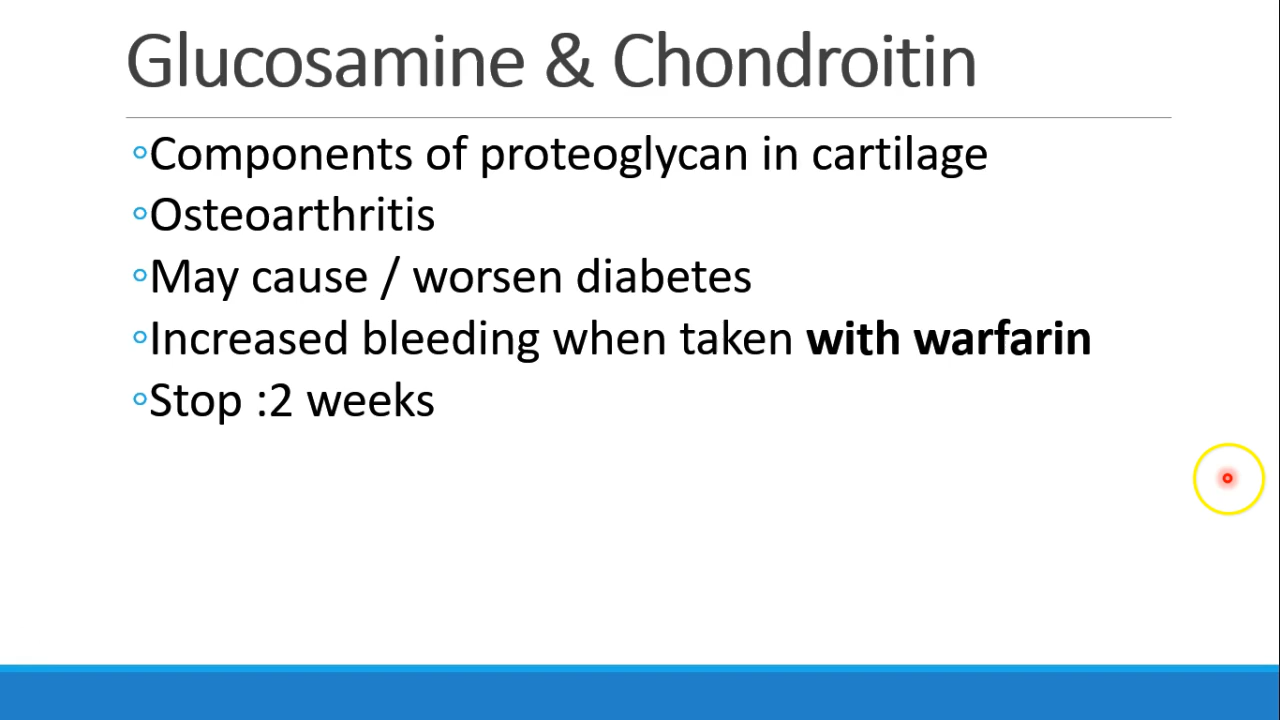 Glucosamine & Chondroitin
◦Components of proteoglycan in cartilage
◦Osteoarthritis
◦May cause / worsen diabetes
◦Increased bleeding when taken with warfarin
◦Stop :2 weeks